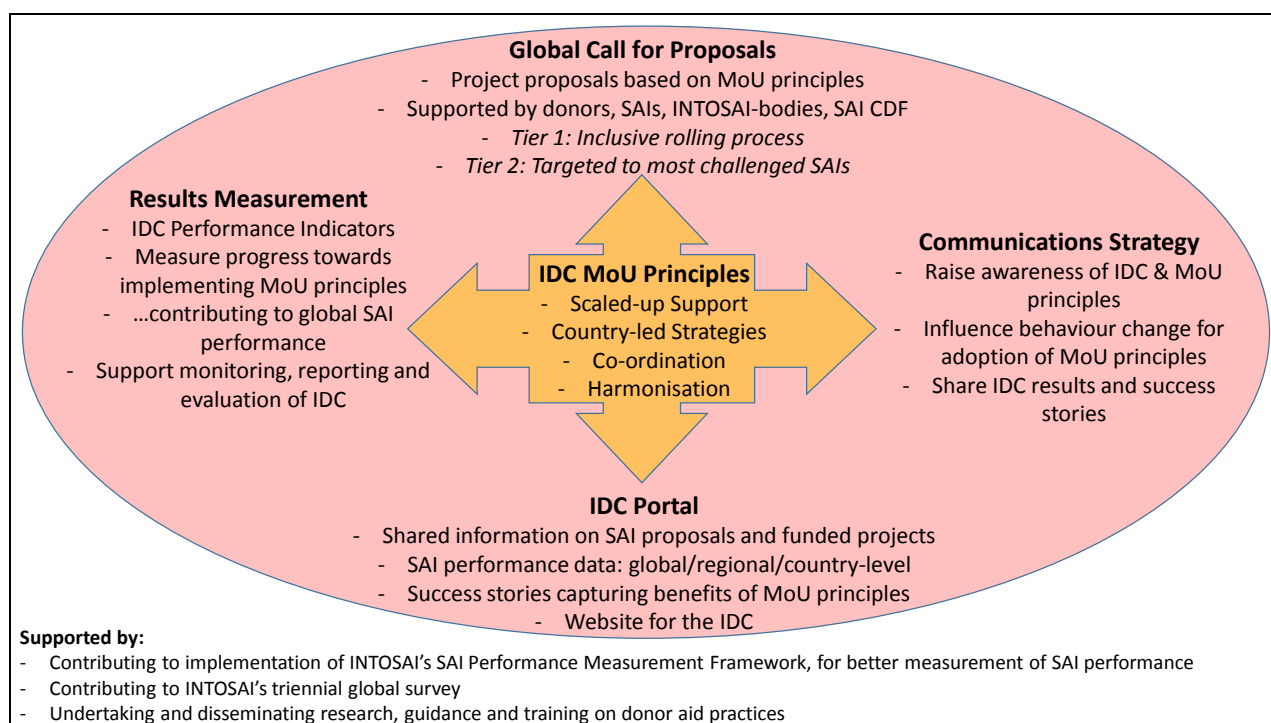 Global Call for Proposals
- Project proposals based on MoU principles
- Supported by donors, SAIs, INTOSAI-bodies, SAI CDF
- Tier 1: Inclusive rolling process
- Tier 2: Targeted to most challenged SAIs
Results Measurement
- IDC Performance Indicators
- Measure progress towards
implementing MoU principles
- …contributing to global SAI
performance
- Support monitoring, reporting and
evaluation of IDC
IDC MoU Principles
- Scaled-up Support
- Country-led Strategies
- Co-ordination
- Harmonisation
Communications Strategy
- Raise awareness of IDC & MoU
principles
- Influence behaviour change for
adoption of MoU principles
- Share IDC results and success
stories
IDC Portal
- Shared information on SAI proposals and funded projects
- SAI performance data: global/regional/country-level
- Success stories capturing benefits of MoU principles
- Website for the IDC
Supported by:
- Contributing to implementation of INTOSAI’s SAI Performance Measurement Framework, for better measurement of SAI performance
- Contributing to INTOSAI’s triennial global survey
- Undertaking and disseminating research, guidance and training on donor aid practices